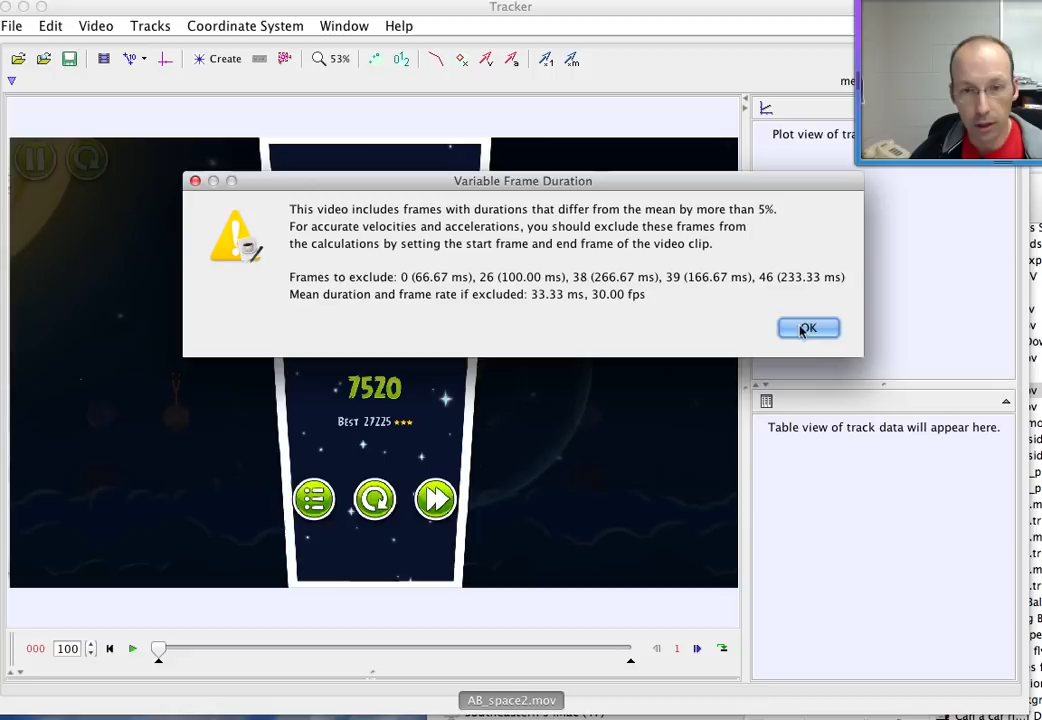 Tracker
File Edit Video Tracks Coordinate System Window Help
Create 53%
me
Plot view of tra
Variable Frame Duration
This video includes frames with durations that differ from the mean by more than 5%.
For accurate velocities and accelerations, you should exclude these frames from
the calculations by setting the start frame and end frame of the video clip.
Frames to exclude: 0 (66.67 ms), 26 (100.00 ms), 38 (266.67 ms), 39 (166.67 ms), 46 (233.33 ms)
Mean duration and frame rate if excluded: 33.33 ms, 30.00 fps
OK
7520
Best 27225
Table view of track data will appear here.
000 100 1
AB_space2.mov